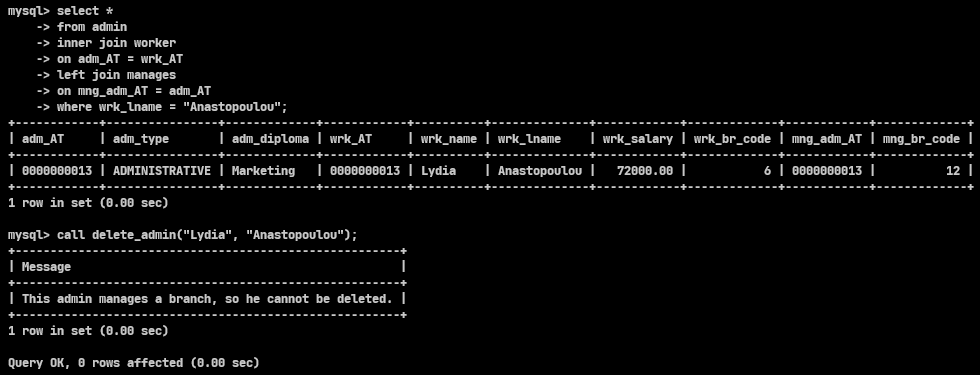 mysql> select *
    -> from admin
    -> inner join worker
    -> on adm_AT = wrk_AT
    -> left join manages
    -> on mng_adm_AT = adm_AT
    -> where wrk_lname = "Anastopoulou";
+------------+----------------+-------------+------------+----------+--------------+------------+-------------+------------+-------------+
| adm_AT     | adm_type       | adm_diploma | wrk_AT     | wrk_name | wrk_lname    | wrk_salary | wrk_br_code | mng_adm_AT | mng_br_code |
+------------+----------------+-------------+------------+----------+--------------+------------+-------------+------------+-------------+
| 0000000013 | ADMINISTRATIVE | Marketing   | 0000000013 | Lydia    | Anastopoulou |   72000.00 |           6 | 0000000013 |          12 |
+------------+----------------+-------------+------------+----------+--------------+------------+-------------+------------+-------------+
1 row in set (0.00 sec)

mysql> call delete_admin("Lydia", "Anastopoulou");
+-------------------------------------------------------+
| Message                                               |
+-------------------------------------------------------+
| This admin manages a branch, so he cannot be deleted. |
+-------------------------------------------------------+
1 row in set (0.00 sec)

Query OK, 0 rows affected (0.00 sec)